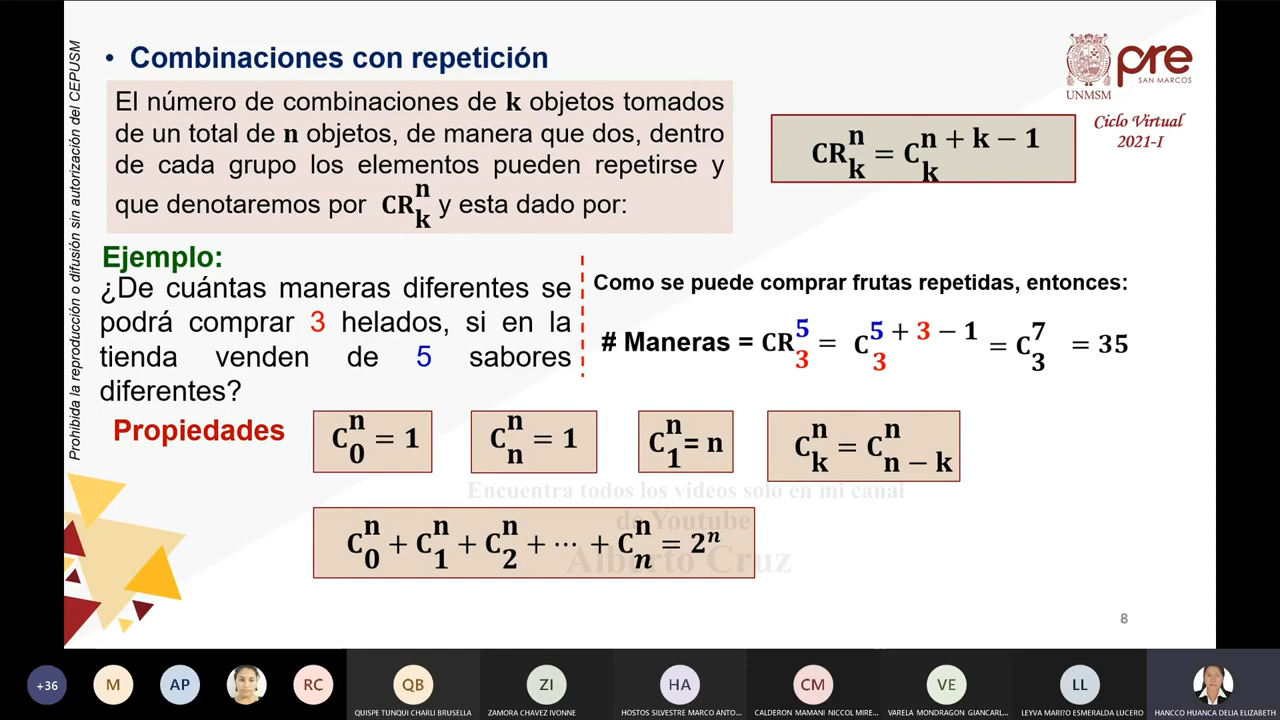 Prohibida la reproducción o difusión sin autorización del CEPUSM
• Combinaciones con repetición
El número de combinaciones de k objetos tomados
de un total de n objetos, de manera que dos, dentro
de cada grupo los elementos pueden repetirse y
que denotaremos por CR^n_k y esta dado por:
CR^n_k = C^{n + k − 1}_k
UNMSM
pre
SAN MARCOS
Ciclo Virtual
2021-I
Ejemplo:
¿De cuántas maneras diferentes se
podrá comprar 3 helados, si en la
tienda venden de 5 sabores
diferentes?
Como se puede comprar frutas repetidas, entonces:
# Maneras = CR^5_3 = C^{5 + 3 − 1}_3 = C^7_3 = 35
Propiedades
C^n_0 = 1
C^n_n = 1
C^n_1 = n
C^n_k = C^n_{n − k}
Encuentra todos los videos solo en mi canal
de Youtube
Alberto Cruz
C^n_0 + C^n_1 + C^n_2 + ⋯ + C^n_n = 2^n
8
+36
M
AP
RC
QB
ZI
HA
CM
VE
LL
QUISPE TUNQUI CHARLI BRUSELLA
ZAMORA CHAVEZ IVONNE
HOSTOS SILVESTRE MARCO ANTO...
CALDERON MAMANI NICCOL MIRE...
VARELA MONDRAGON GIANCARL...
LEYVA MARIÑO ESMERALDA LUCERO
HANCCO HUANCA DELIA ELIZABETH